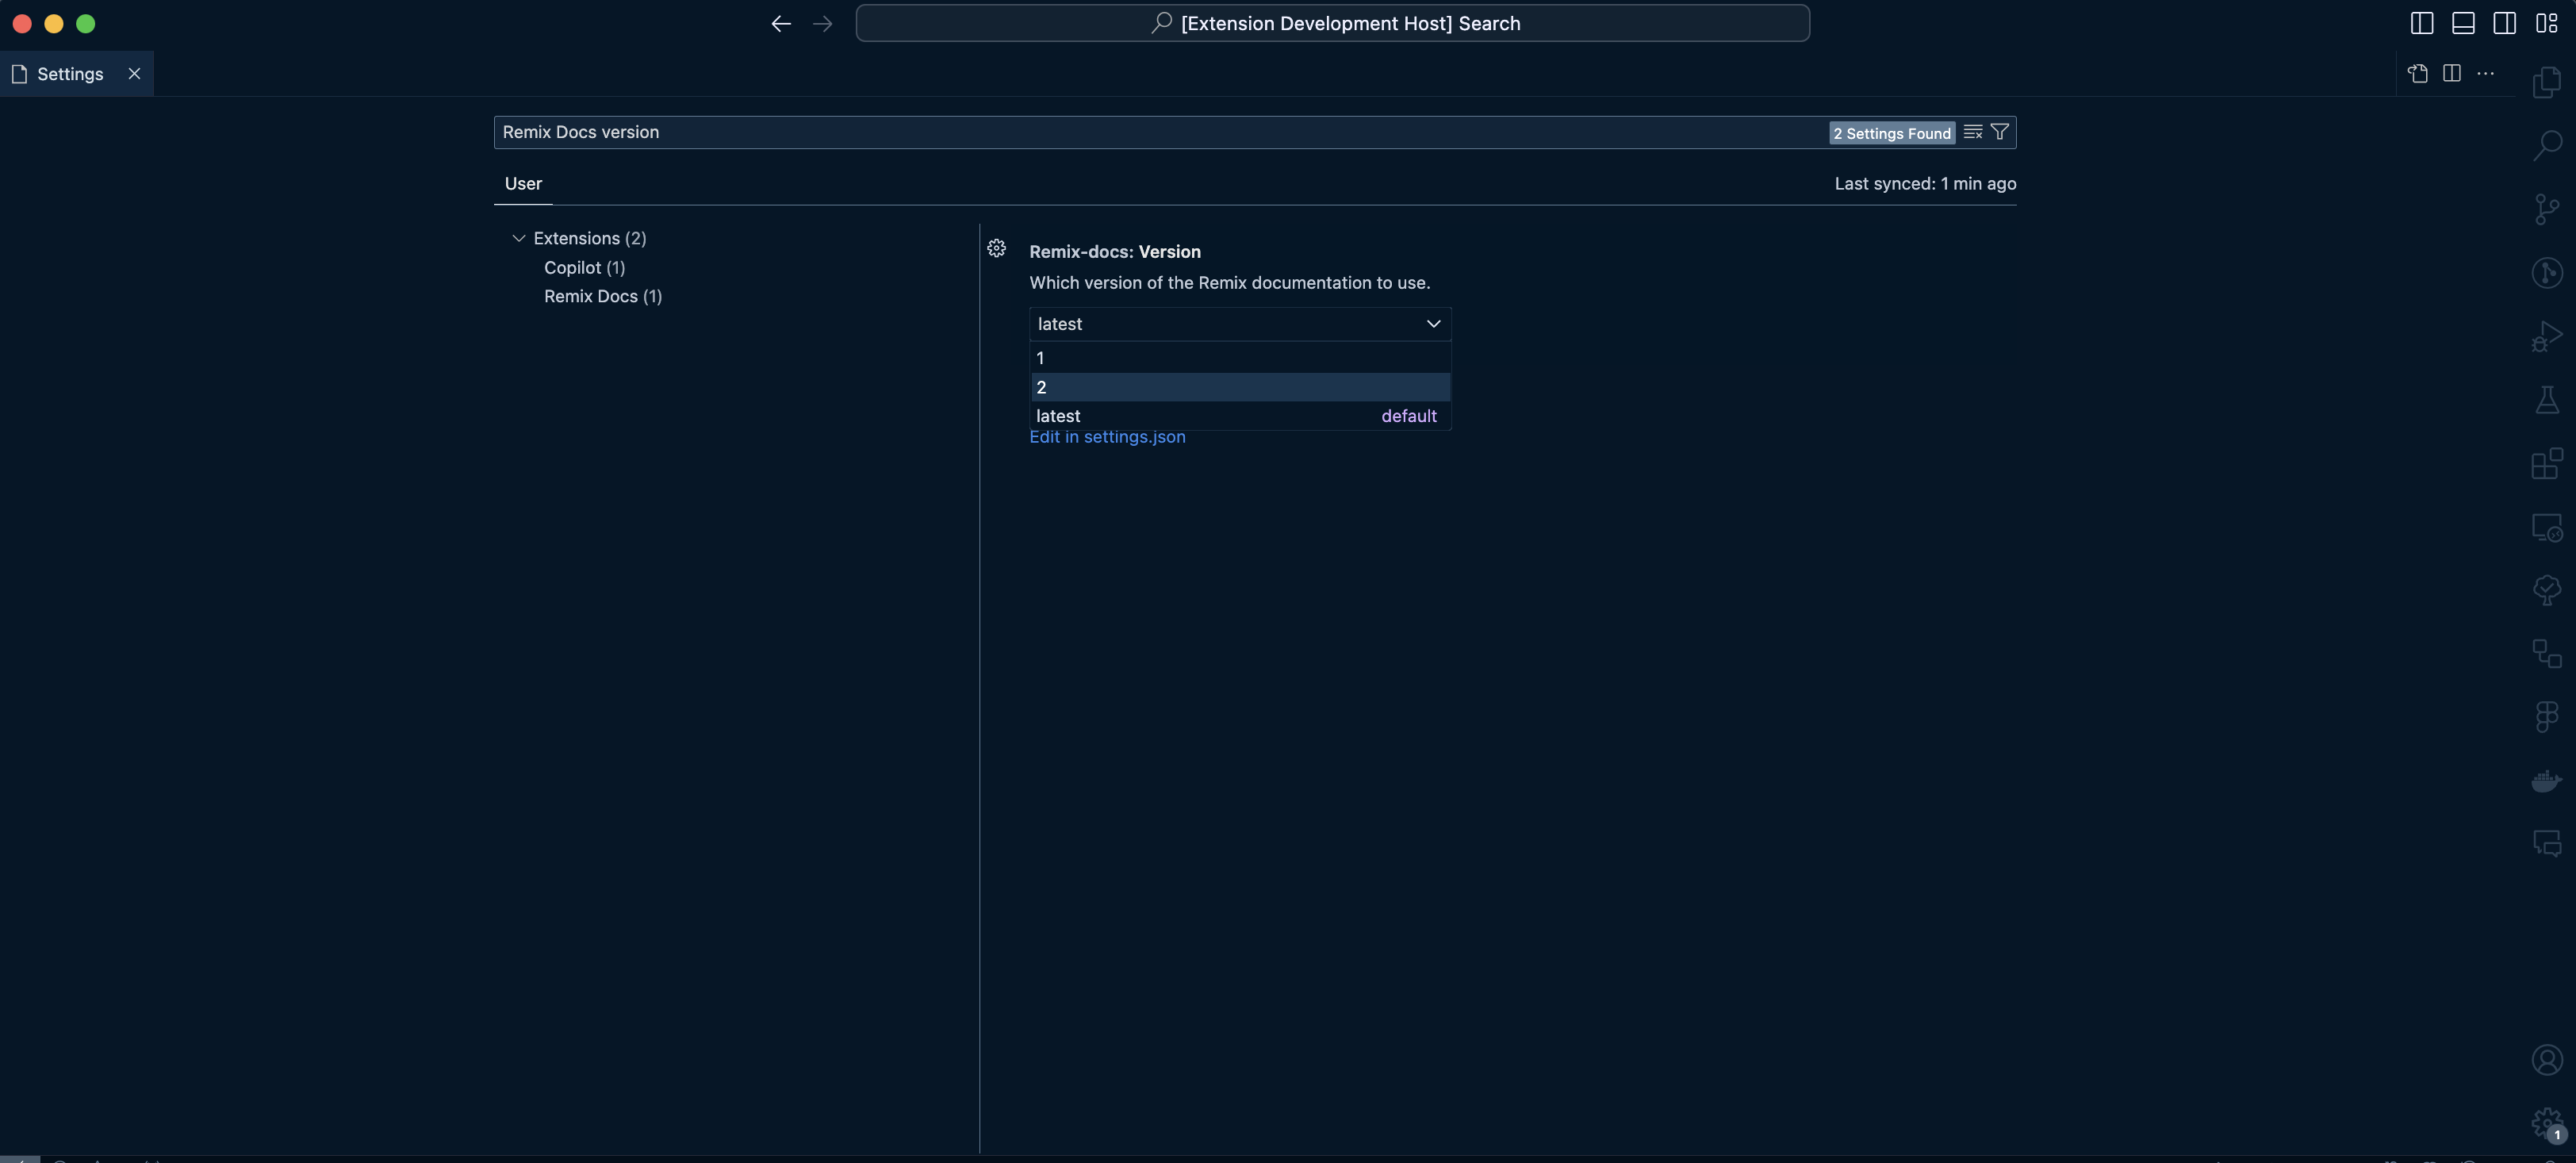 [Extension Development Host] Search
Settings
Remix Docs version
2 Settings Found
User
Last synced: 1 min ago
Extensions (2)
Copilot (1)
Remix Docs (1)
Remix-docs: Version
Which version of the Remix documentation to use.
latest
1
2
latest default
Edit in settings.json
1